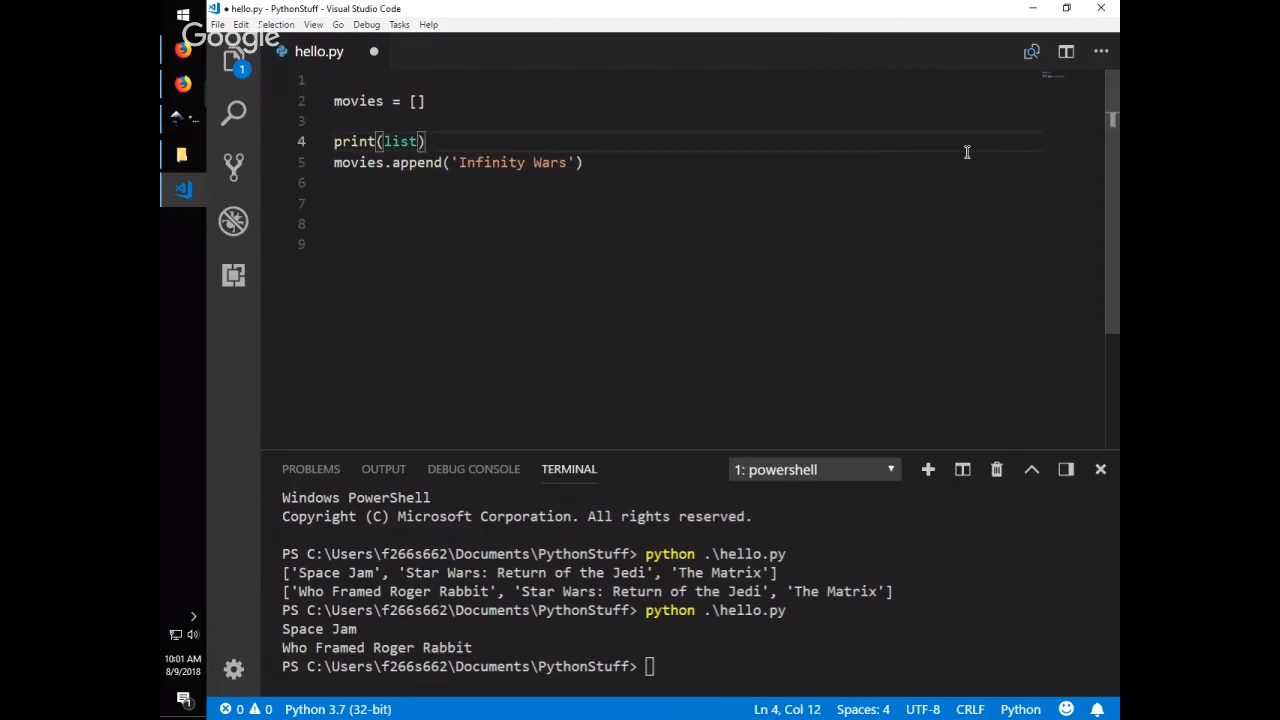 ● hello.py - PythonStuff - Visual Studio Code
File Edit Selection View Go Debug Tasks Help
Google
hello.py ●
1
1
2 movies = []
3
4 print(list)
5 movies.append('Infinity Wars')
6
7
8
9
PROBLEMS OUTPUT DEBUG CONSOLE TERMINAL 1: powershell
Windows PowerShell
Copyright (C) Microsoft Corporation. All rights reserved.
PS C:\Users\f266s662\Documents\PythonStuff> python .\hello.py
['Space Jam', 'Star Wars: Return of the Jedi', 'The Matrix']
['Who Framed Roger Rabbit', 'Star Wars: Return of the Jedi', 'The Matrix']
PS C:\Users\f266s662\Documents\PythonStuff> python .\hello.py
Space Jam
Who Framed Roger Rabbit
PS C:\Users\f266s662\Documents\PythonStuff>
10:01 AM
8/9/2018
1
0 0 Python 3.7 (32-bit) Ln 4, Col 12 Spaces: 4 UTF-8 CRLF Python